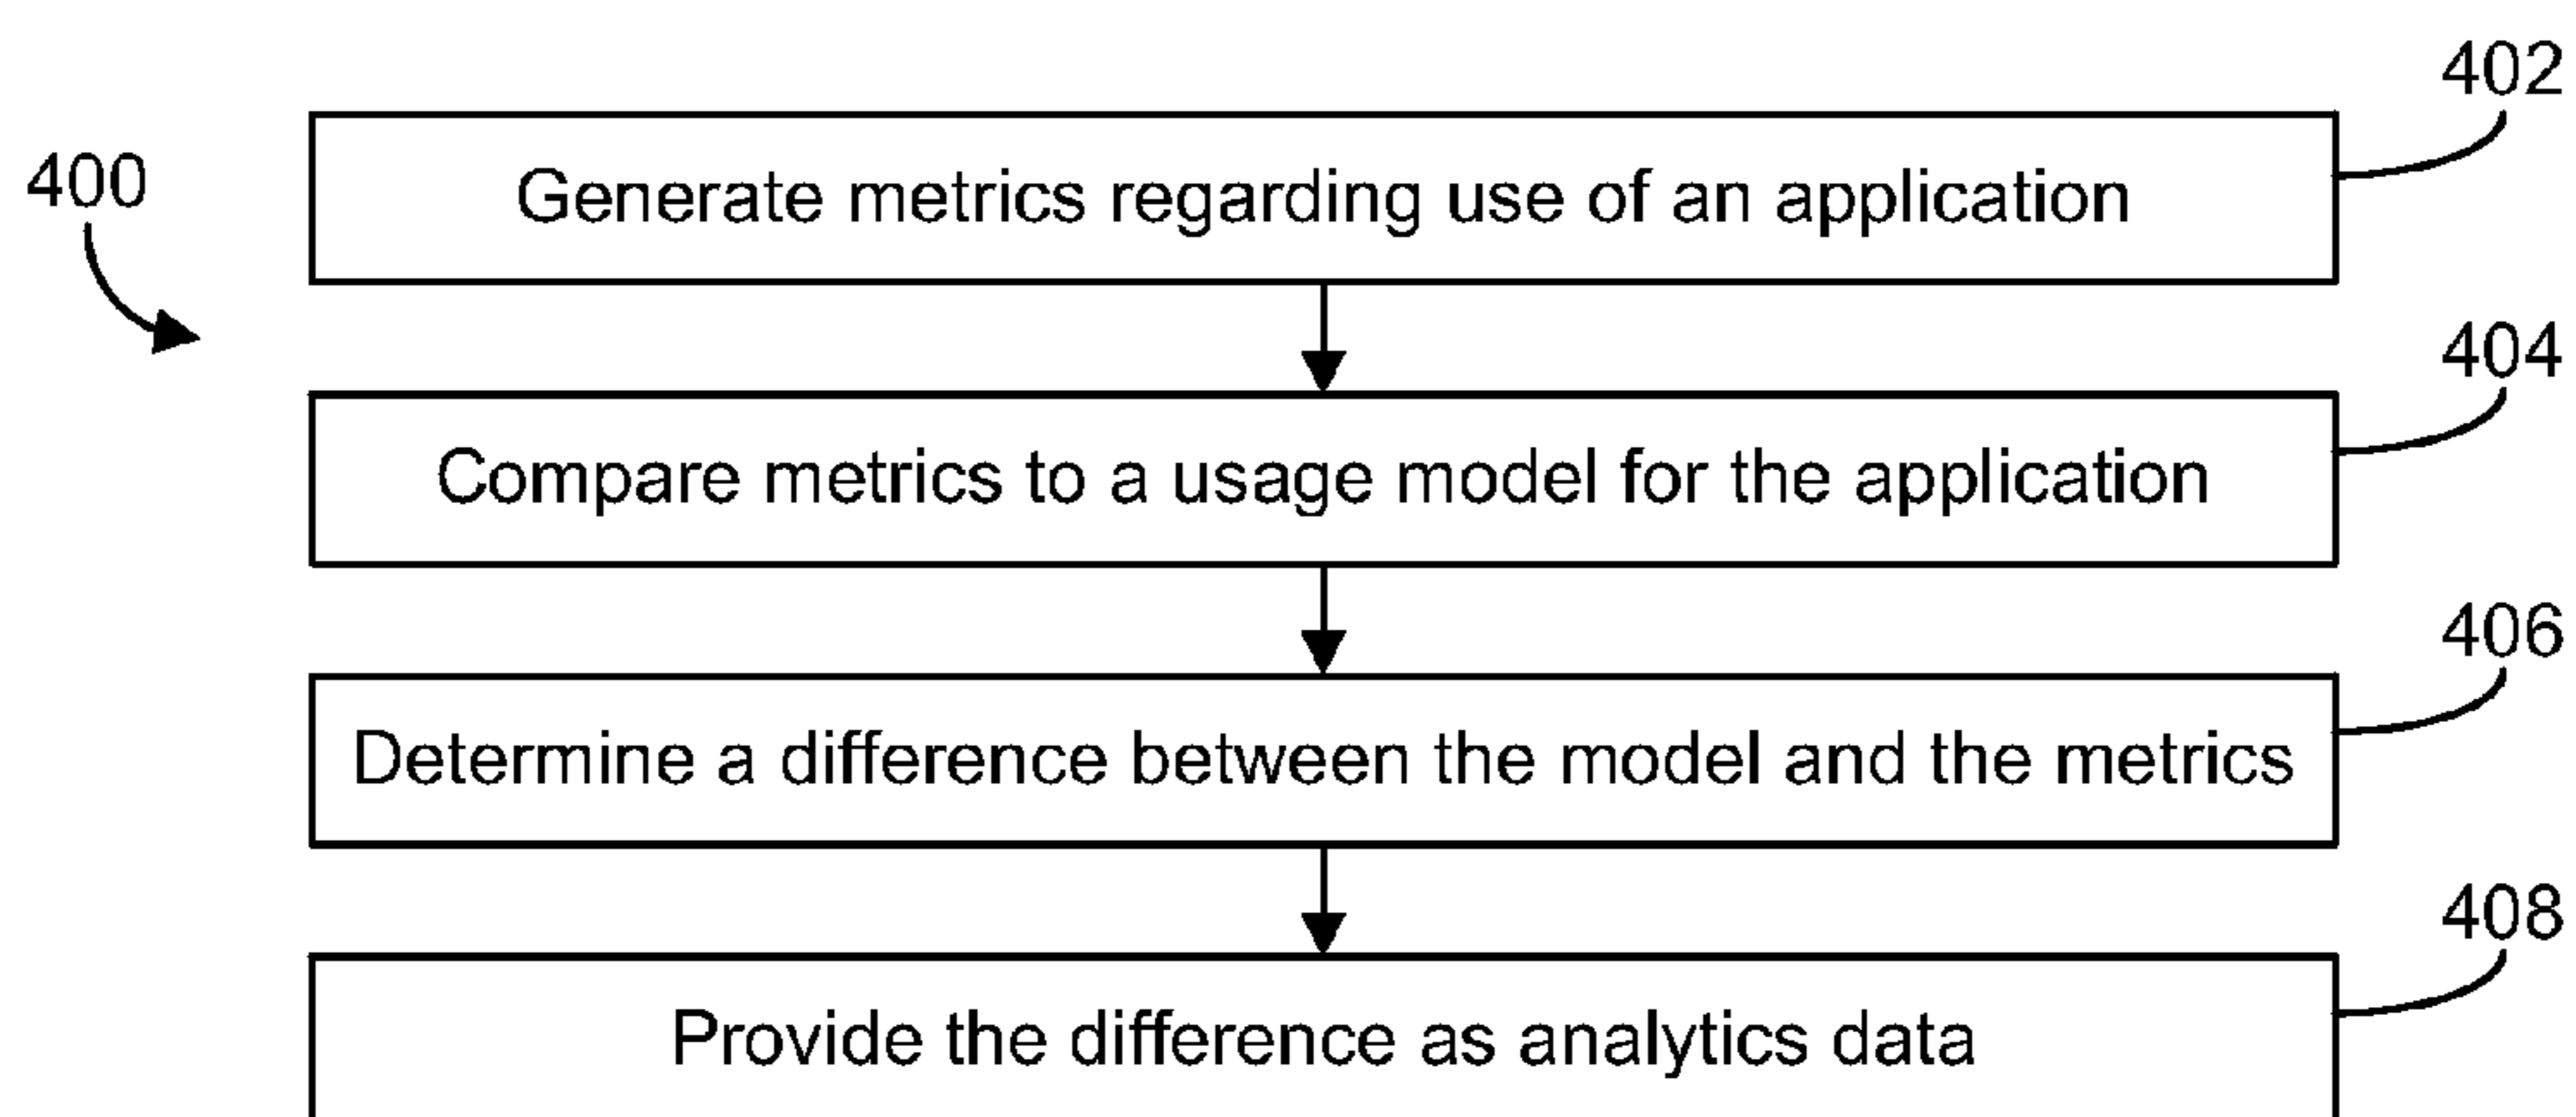 402
400
Generate metrics regarding use of an application
404
Compare metrics to a usage model for the application
406
Determine a difference between the model and the metrics
408
Provide the difference as analytics data